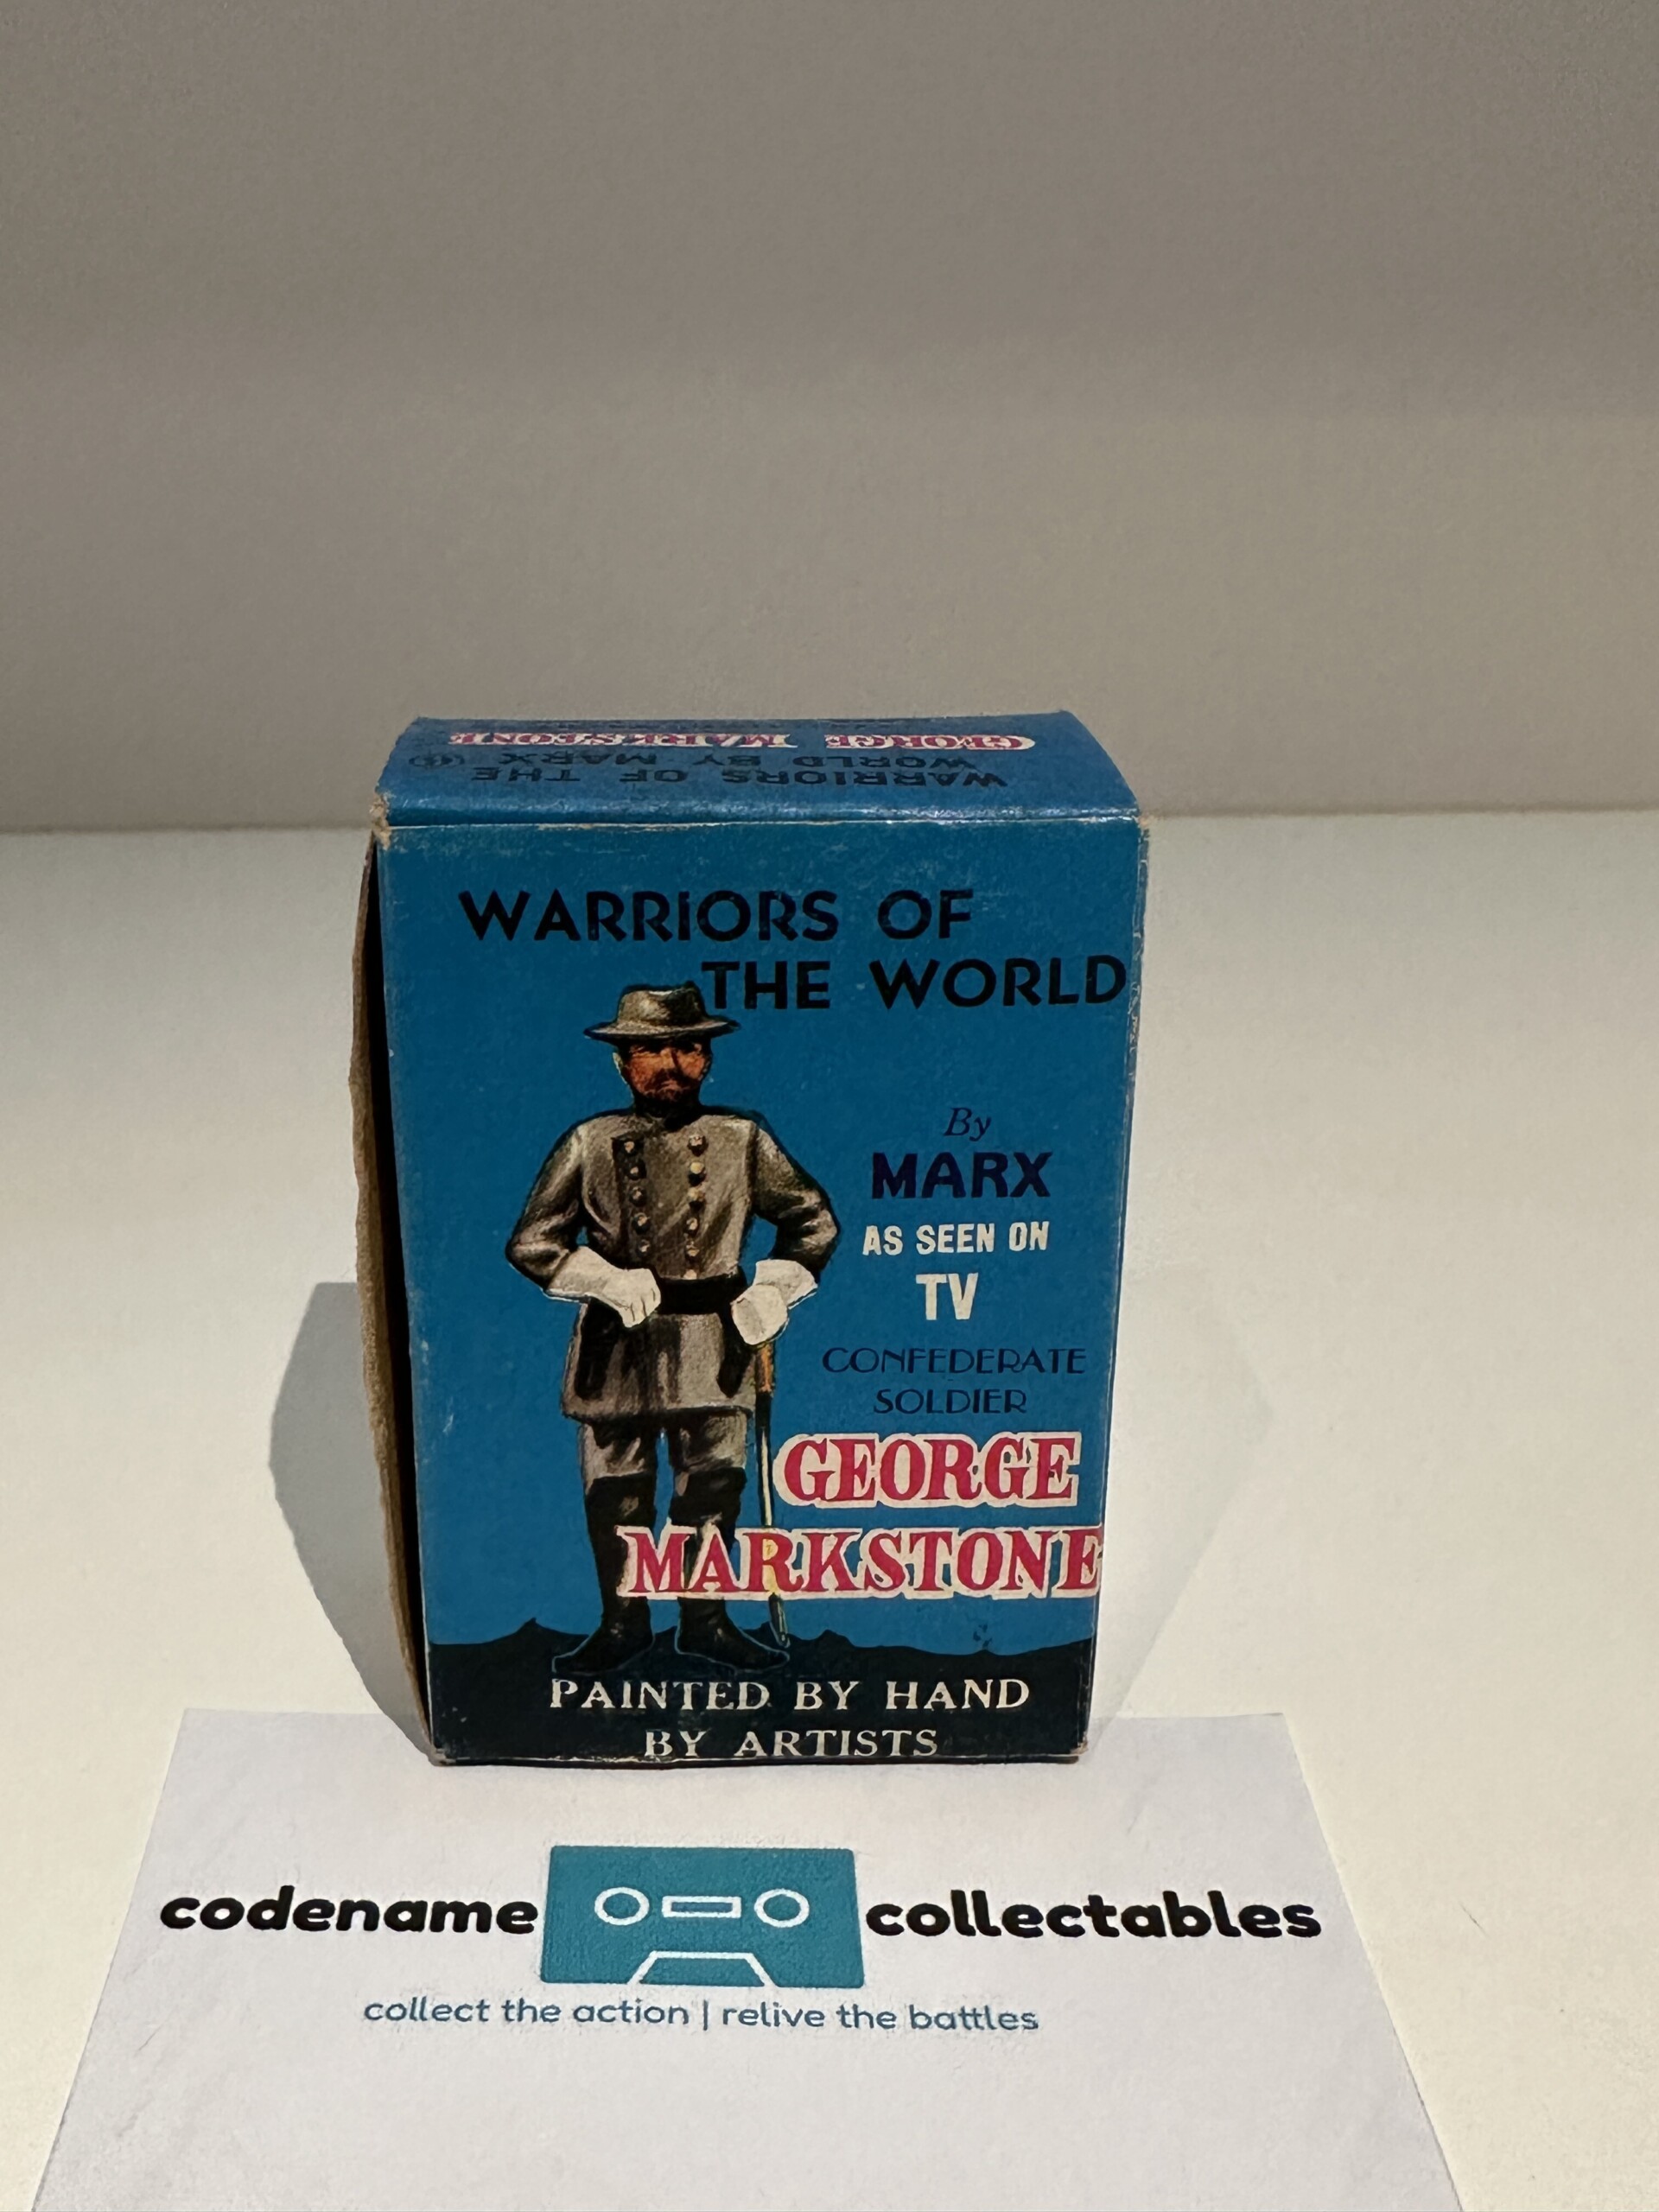 GEORGE MARKSTONE
WARRIORS OF THE
WORLD BY MARX
WARRIORS OF
THE WORLD
By
MARX
AS SEEN ON
TV
CONFEDERATE
SOLDIER
GEORGE
MARKSTONE
PAINTED BY HAND
BY ARTISTS
codename collectables
collect the action | relive the battles